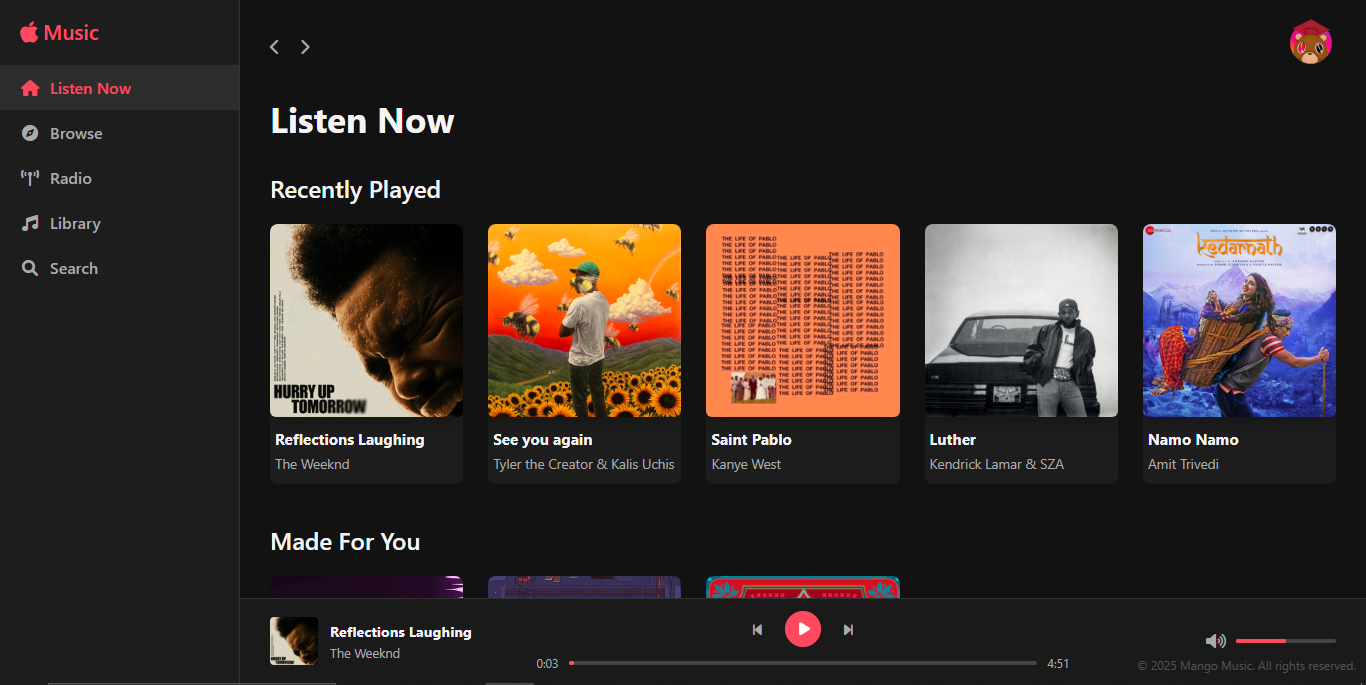 Music
Listen Now
Browse
Radio
Library
Search
Listen Now
Recently Played
HURRY UP
TOMORROW
THE LIFE OF PABLO
kedarnath
Reflections Laughing
The Weeknd
See you again
Tyler the Creator & Kalis Uchis
Saint Pablo
Kanye West
Luther
Kendrick Lamar & SZA
Namo Namo
Amit Trivedi
Made For You
HURRY UP
TOMORROW
Reflections Laughing
The Weeknd
0:03
4:51
© 2025 Mango Music. All rights reserved.